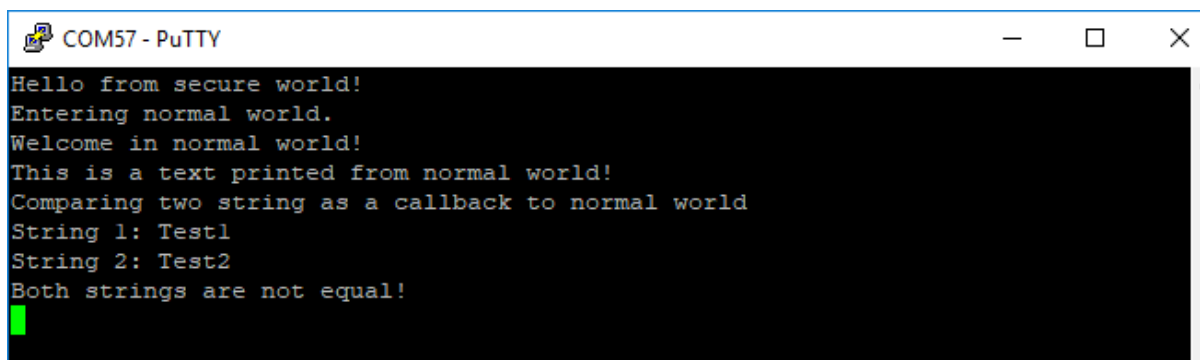 COM57 - PuTTY
Hello from secure world!
Entering normal world.
Welcome in normal world!
This is a text printed from normal world!
Comparing two string as a callback to normal world
String 1: Test1
String 2: Test2
Both strings are not equal!